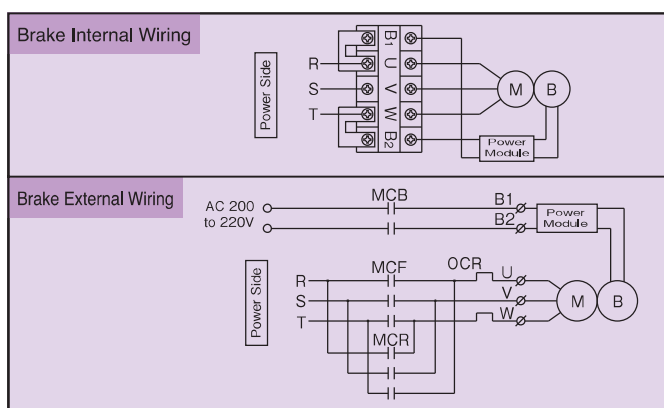 Brake Internal Wiring
Power Side
R
S
T
B1
U
V
W
B2
M
B
Power
Module
Brake External Wiring
AC 200
to 220V
MCB
B1
B2
Power
Module
Power Side
R
S
T
MCF
OCR
U
V
W
MCR
M
B